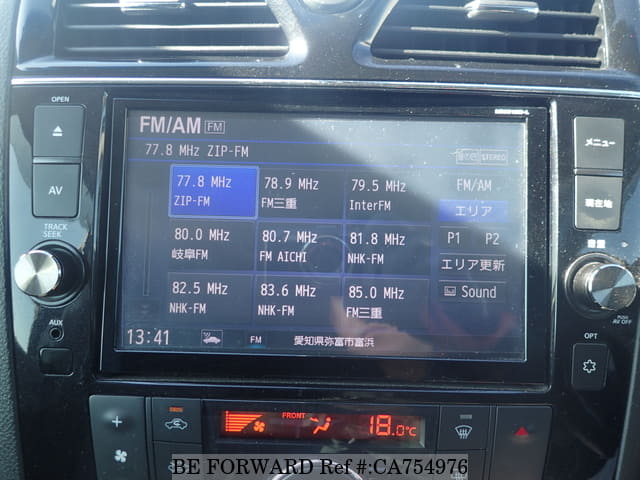 OPEN
AV
TRACK
SEEK
AUX
FM/AM FM
77.8 MHz ZIP-FM
STEREO
77.8 MHz
ZIP-FM
78.9 MHz
FM三重
79.5 MHz
InterFM
80.0 MHz
岐阜FM
80.7 MHz
FM AICHI
81.8 MHz
NHK-FM
82.5 MHz
NHK-FM
83.6 MHz
NHK-FM
85.0 MHz
FM三重
FM/AM
エリア
P1 P2
エリア更新
Sound
13:41 FM 愛知県弥富市富浜
メニュー
現在地
音量
PUSH
AV OFF
OPT
FRONT
18.0°C
BE FORWARD Ref #:CA754976